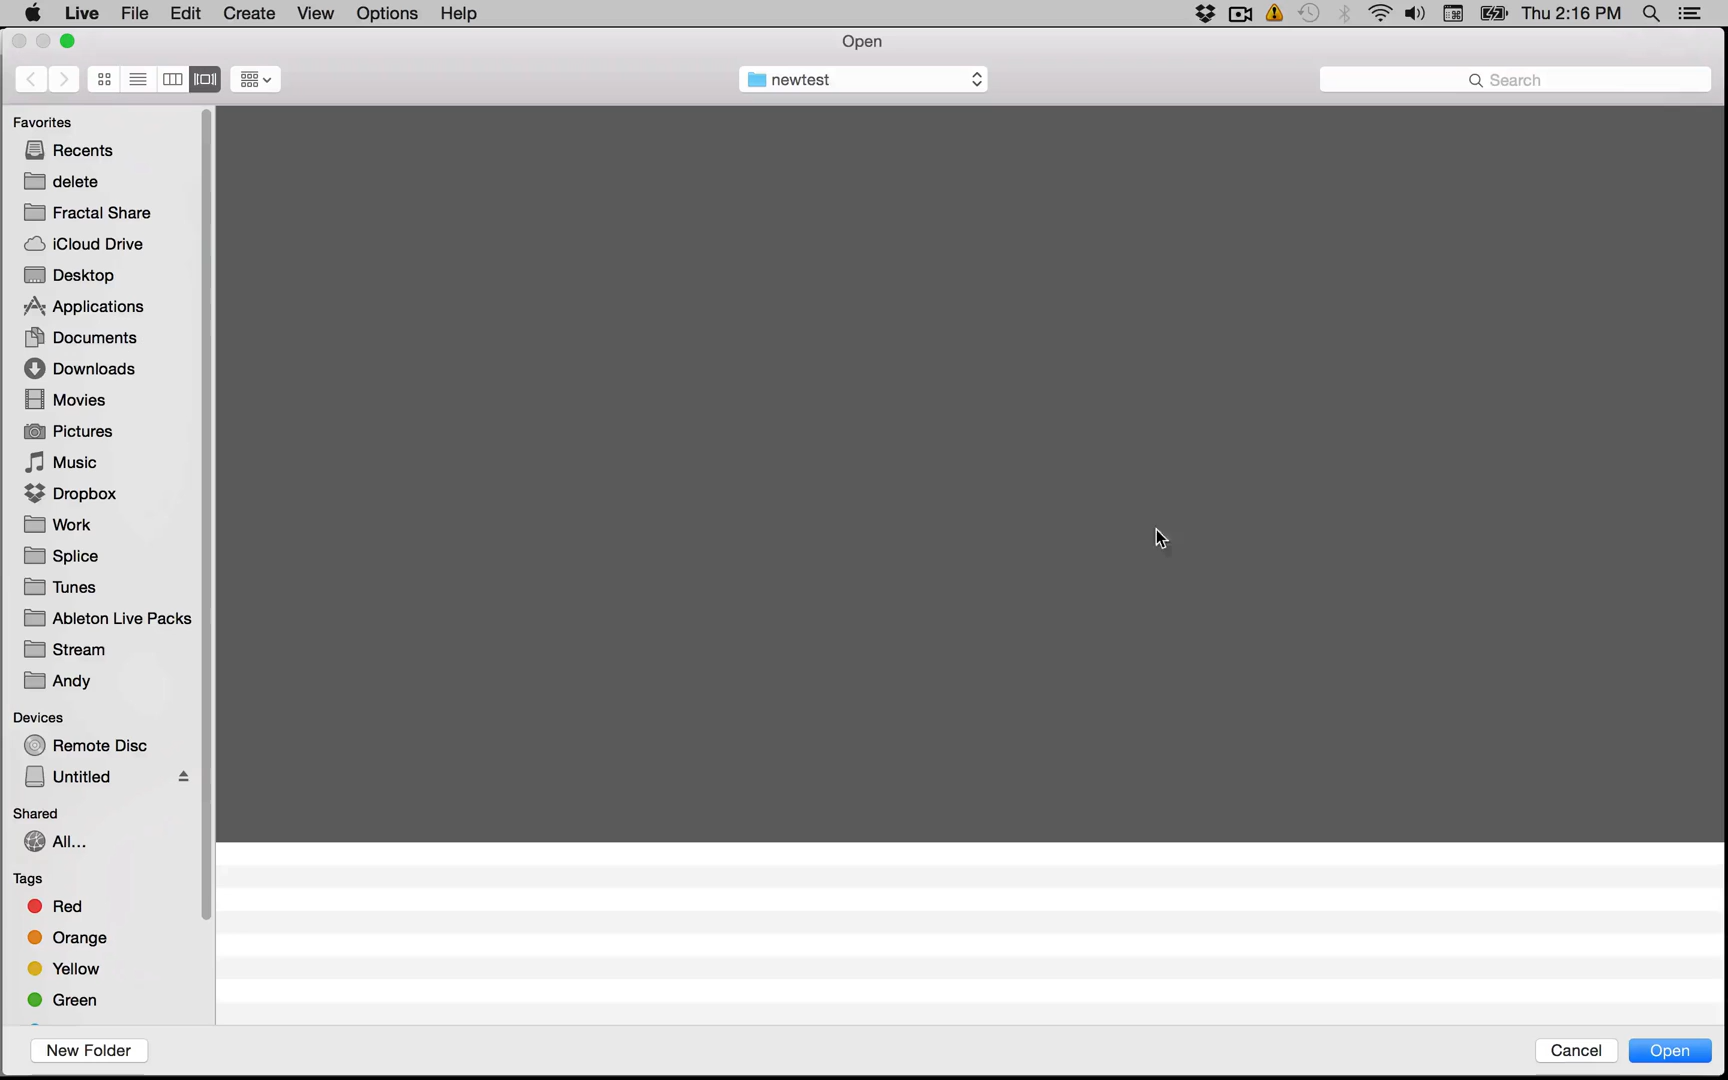 Live File Edit Create View Options Help Thu 2:16 PM
Open
newtest Search
Favorites
Recents
delete
Fractal Share
iCloud Drive
Desktop
Applications
Documents
Downloads
Movies
Pictures
Music
Dropbox
Work
Splice
Tunes
Ableton Live Packs
Stream
Andy
Devices
Remote Disc
Untitled
Shared
All...
Tags
Red
Orange
Yellow
Green
New Folder Cancel Open